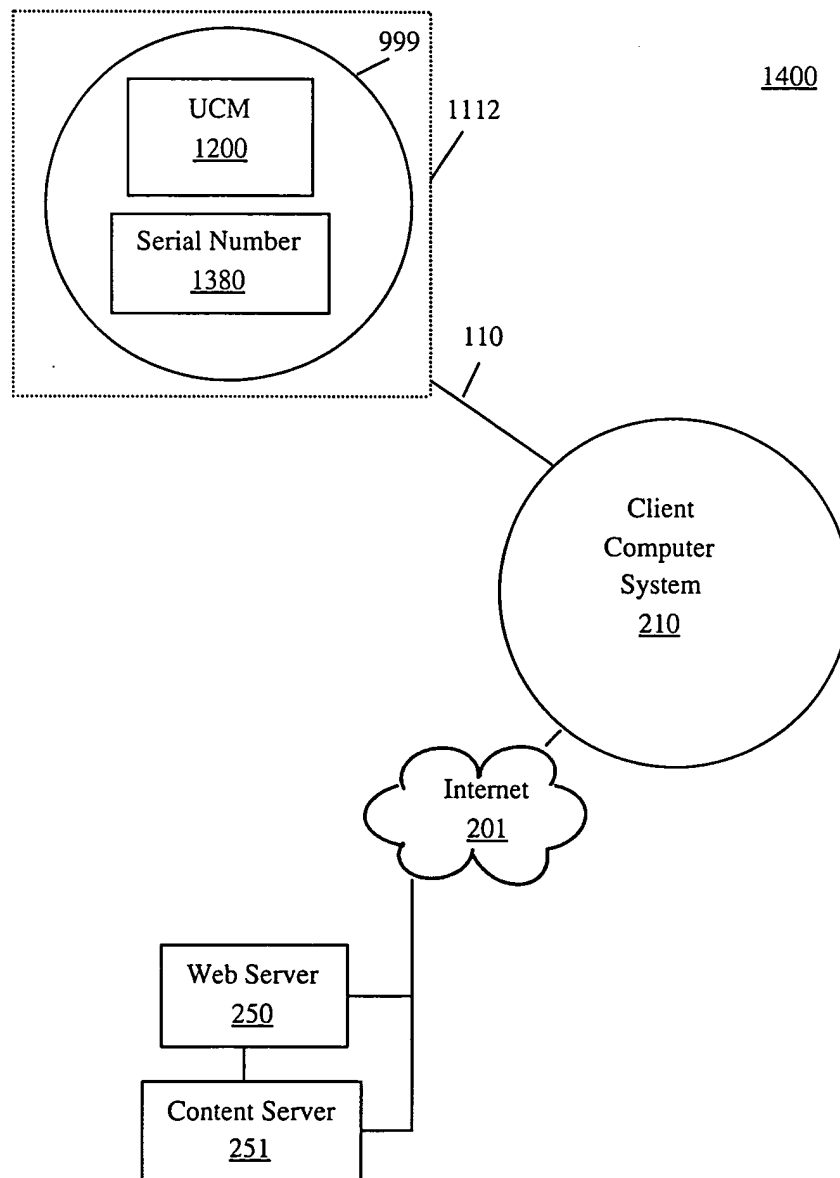 999
1400
UCM
1200
1112
Serial Number
1380
110
Client
Computer
System
210
Internet
201
Web Server
250
Content Server
251